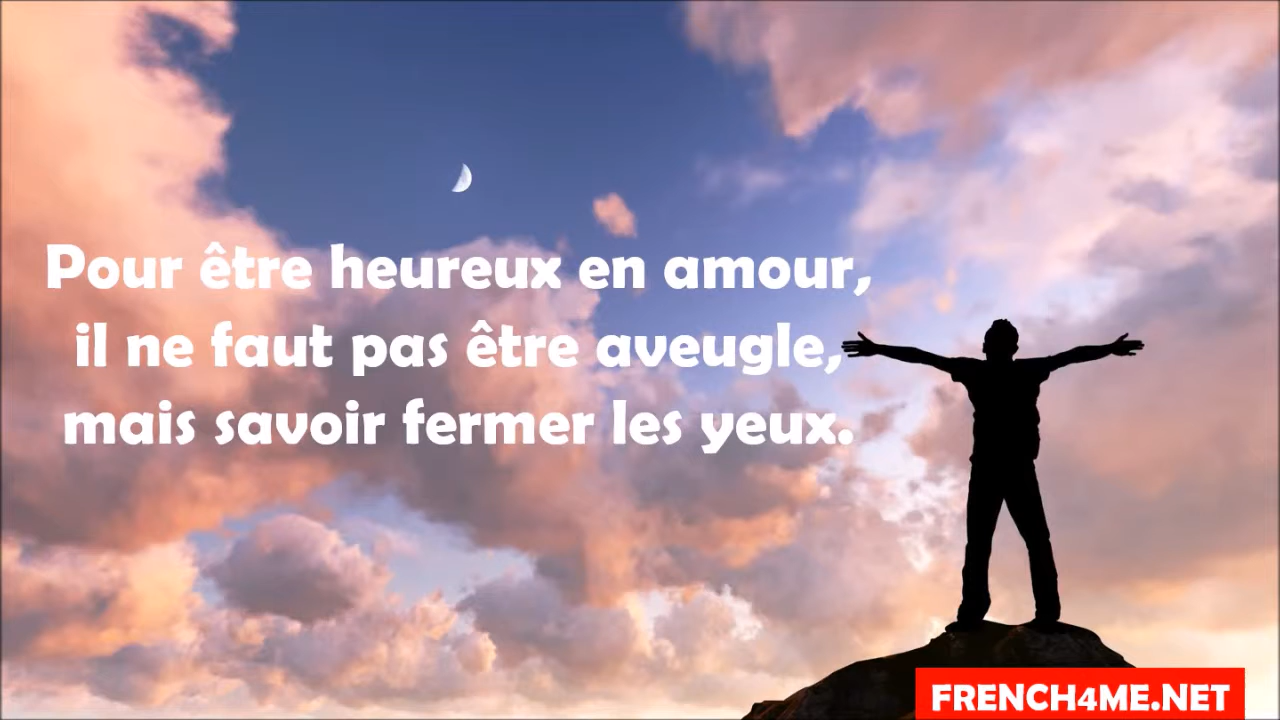 Pour être heureux en amour,
il ne faut pas être aveugle,
mais savoir fermer les yeux.
FRENCH4ME.NET